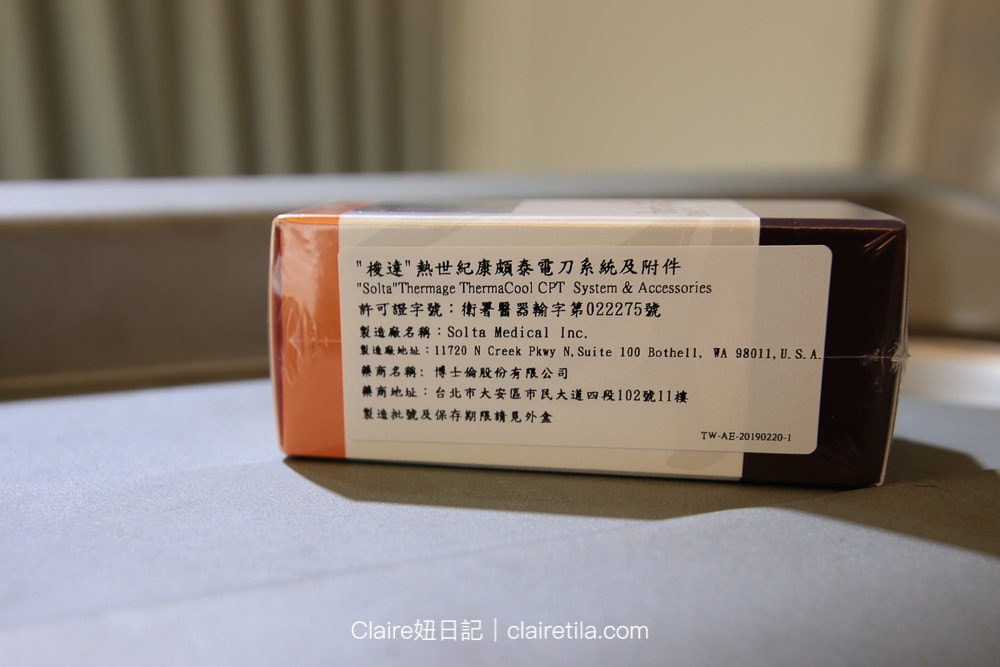 "梭達"熱世紀康頗泰電刀系統及附件
"Solta"Thermage ThermaCool CPT System & Accessories
許可證字號：衛署醫器輸字第022275號
製造廠名稱：Solta Medical Inc.
製造廠地址：11720 N Creek Pkwy N,Suite 100 Bothell, WA 98011,U.S.A.
藥商名稱：博士倫股份有限公司
藥商地址：台北市大安區市民大道四段102號11樓
製造批號及保存期限請見外盒
TW-AE-20190220-1
Claire妞日記｜clairetila.com